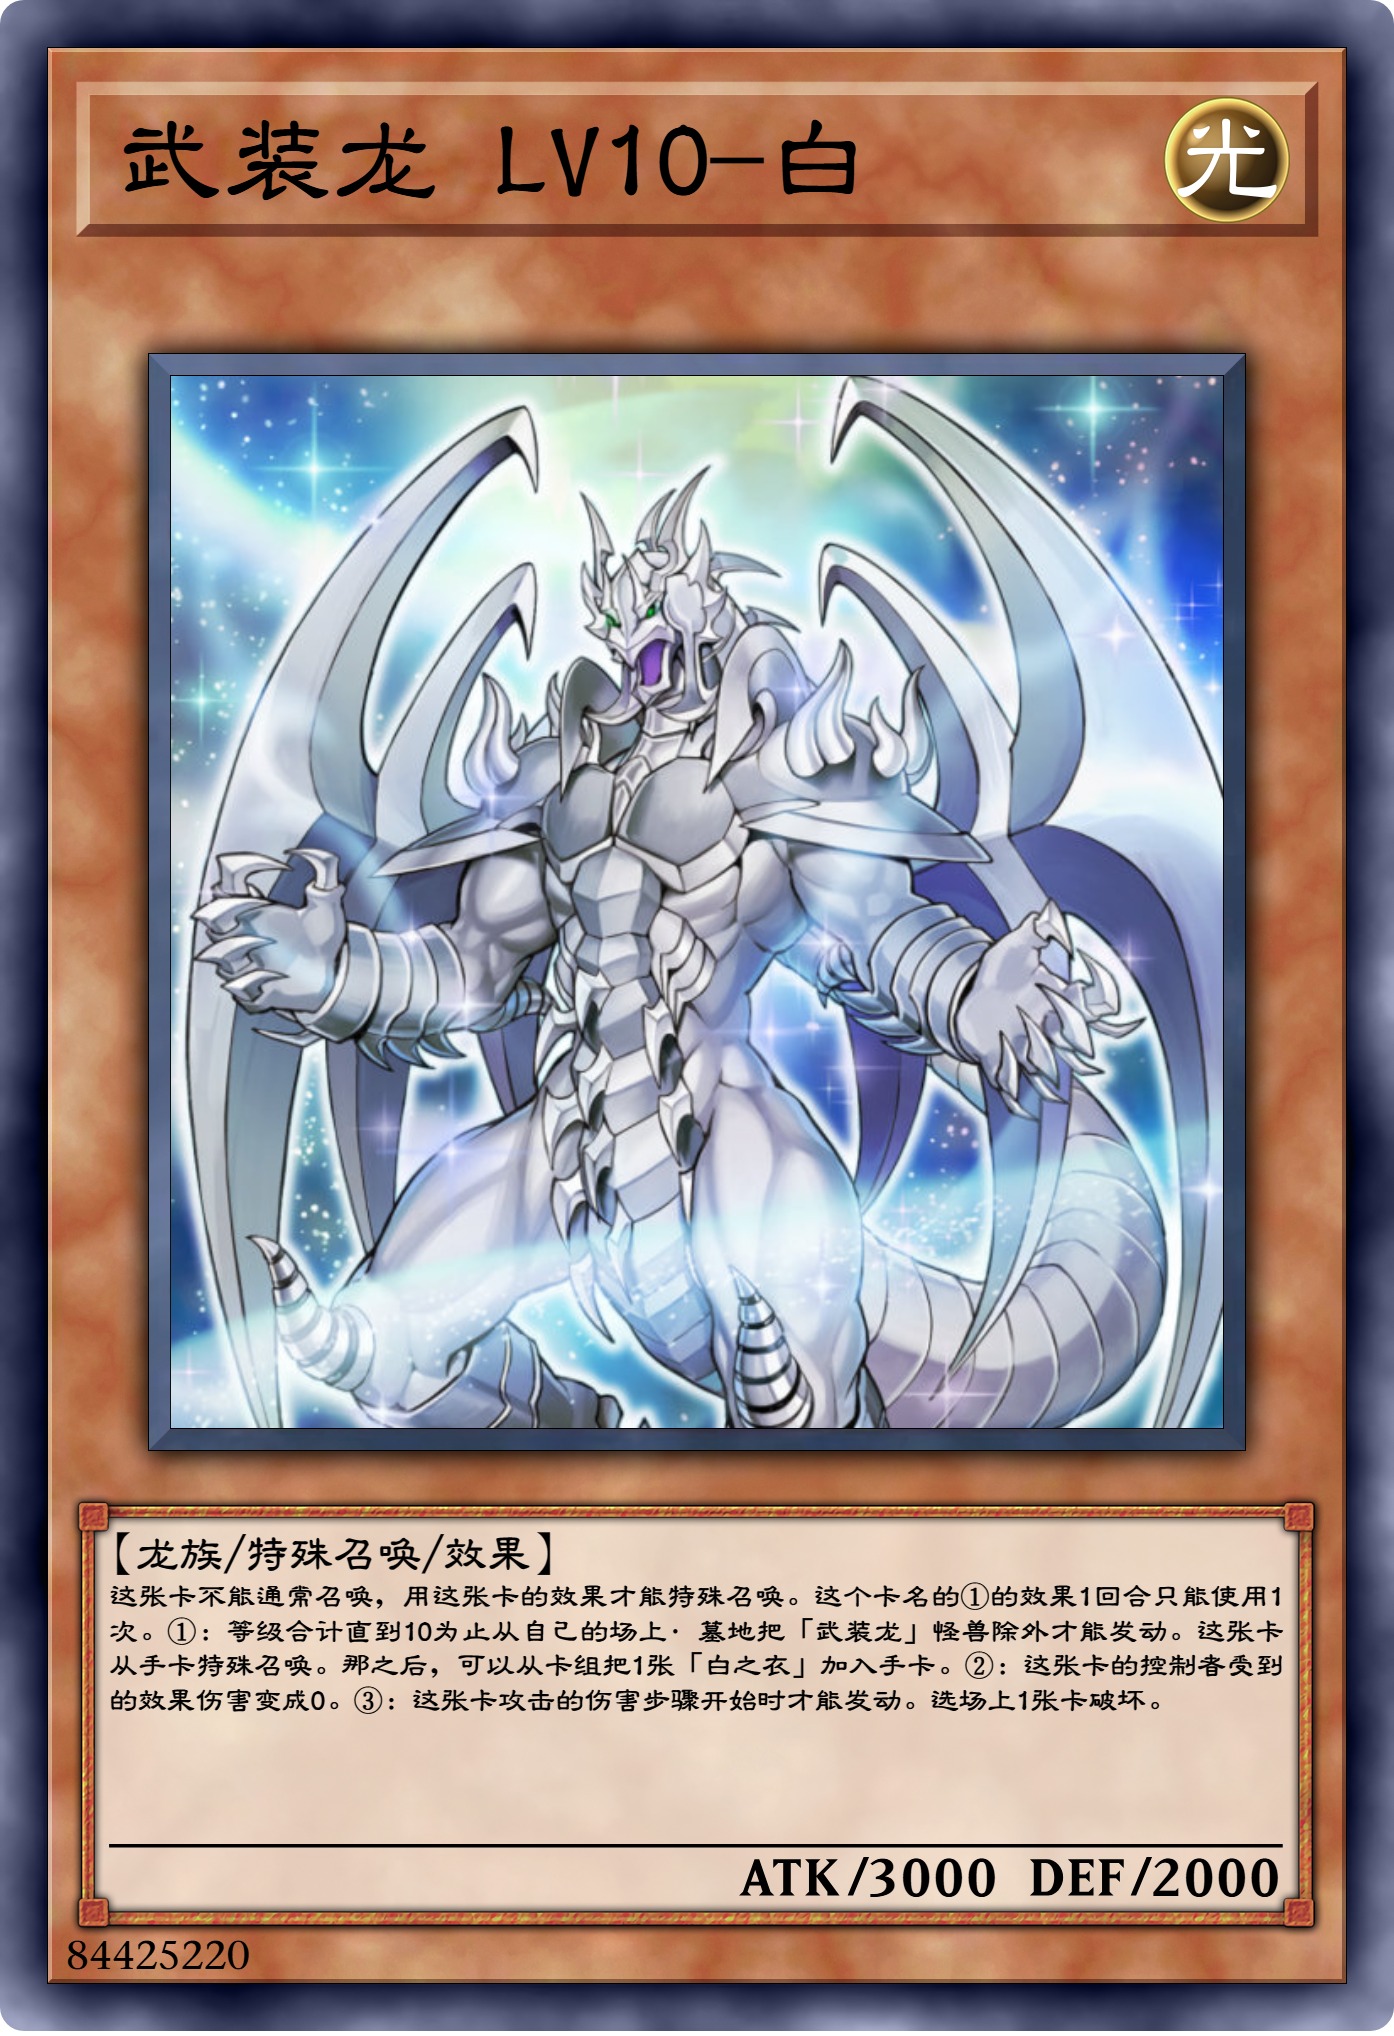 武装龙 LV10-白
光
【龙族/特殊召唤/效果】
这张卡不能通常召唤，用这张卡的效果才能特殊召唤。这个卡名的①的效果1回合只能使用1
次。①：等级合计直到10为止从自己的场上·墓地把「武装龙」怪兽除外才能发动。这张卡
从手卡特殊召唤。那之后，可以从卡组把1张「白之衣」加入手卡。②：这张卡的控制者受到
的效果伤害变成0。③：这张卡攻击的伤害步骤开始时才能发动。选场上1张卡破坏。
ATK/3000 DEF/2000
84425220